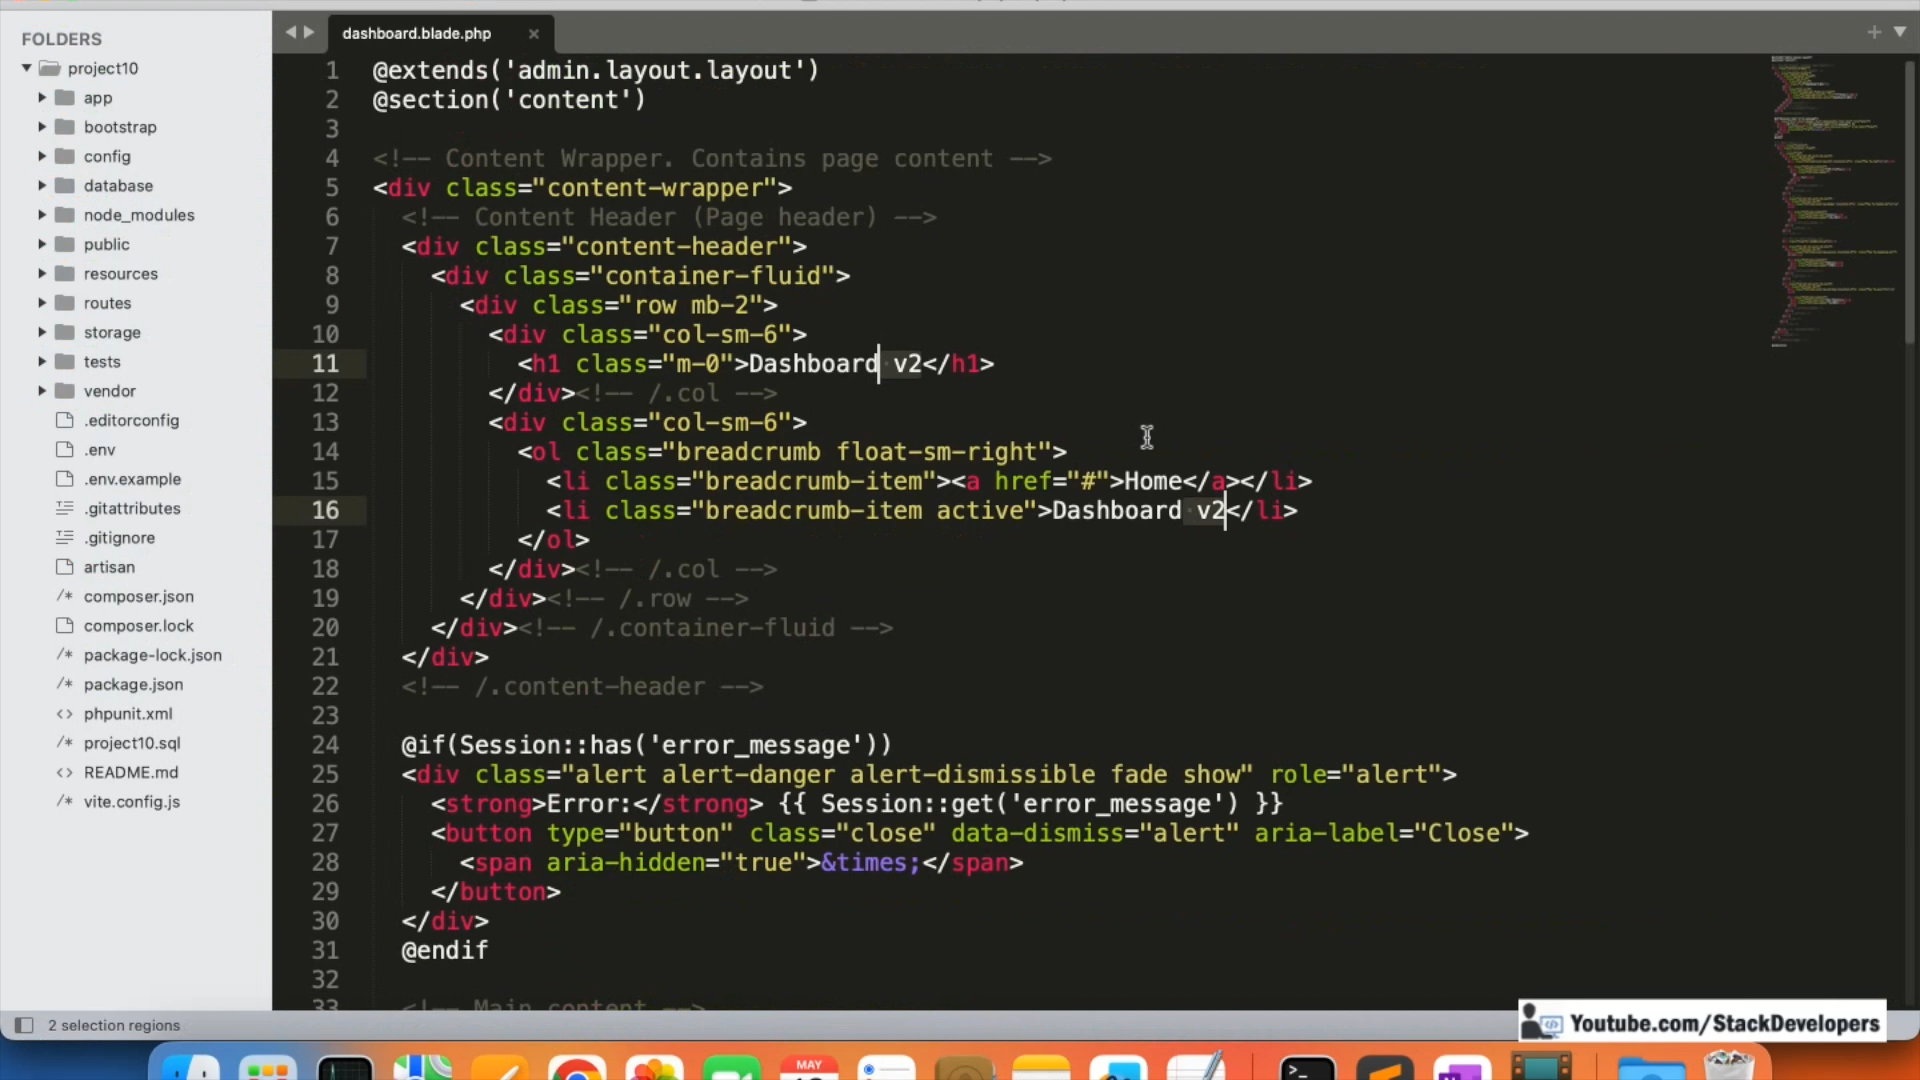 FOLDERS
project10
app
bootstrap
config
database
node_modules
public
resources
routes
storage
tests
vendor
.editorconfig
.env
.env.example
.gitattributes
.gitignore
artisan
/* composer.json
composer.lock
/* package-lock.json
/* package.json
<> phpunit.xml
/* project10.sql
<> README.md
/* vite.config.js
dashboard.blade.php ×
1 @extends('admin.layout.layout')
2 @section('content')
3
4 <!-- Content Wrapper. Contains page content -->
5 <div class="content-wrapper">
6 <!-- Content Header (Page header) -->
7 <div class="content-header">
8 <div class="container-fluid">
9 <div class="row mb-2">
10 <div class="col-sm-6">
11 <h1 class="m-0">Dashboard v2</h1>
12 </div><!-- /.col -->
13 <div class="col-sm-6">
14 <ol class="breadcrumb float-sm-right">
15 <li class="breadcrumb-item"><a href="#">Home</a></li>
16 <li class="breadcrumb-item active">Dashboard v2</li>
17 </ol>
18 </div><!-- /.col -->
19 </div><!-- /.row -->
20 </div><!-- /.container-fluid -->
21 </div>
22 <!-- /.content-header -->
23
24 @if(Session::has('error_message'))
25 <div class="alert alert-danger alert-dismissible fade show" role="alert">
26 <strong>Error:</strong> {{ Session::get('error_message') }}
27 <button type="button" class="close" data-dismiss="alert" aria-label="Close">
28 <span aria-hidden="true">&times;</span>
29 </button>
30 </div>
31 @endif
32
33 <!-- Main content -->
2 selection regions
Youtube.com/StackDevelopers
MAY